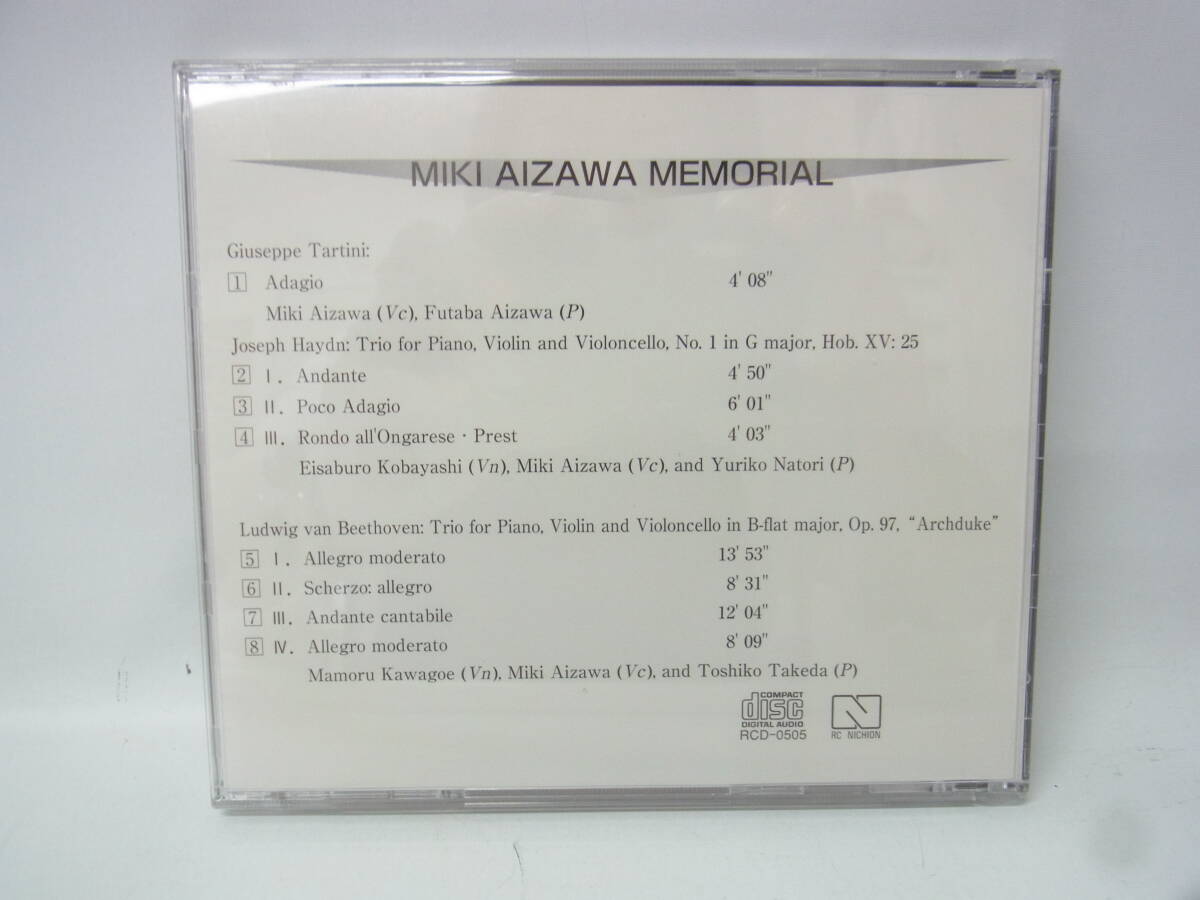 MIKI AIZAWA MEMORIAL
Giuseppe Tartini:
1 Adagio 4' 08"
Miki Aizawa (Vc), Futaba Aizawa (P)
Joseph Haydn: Trio for Piano, Violin and Violoncello, No. 1 in G major, Hob. XV: 25
2 I. Andante 4' 50"
3 II. Poco Adagio 6' 01"
4 III. Rondo all'Ongarese · Prest 4' 03"
Eisaburo Kobayashi (Vn), Miki Aizawa (Vc), and Yuriko Natori (P)
Ludwig van Beethoven: Trio for Piano, Violin and Violoncello in B-flat major, Op. 97, "Archduke"
5 I. Allegro moderato 13' 53"
6 II. Scherzo: allegro 8' 31"
7 III. Andante cantabile 12' 04"
8 IV. Allegro moderato 8' 09"
Mamoru Kawagoe (Vn), Miki Aizawa (Vc), and Toshiko Takeda (P)
COMPACT
disc
DIGITAL AUDIO
RCD-0505
N
RC NICHION